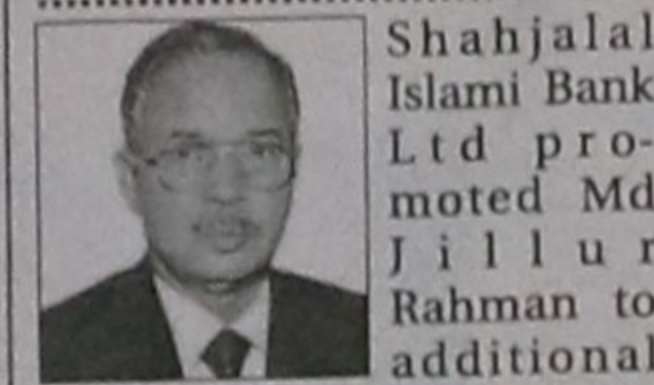 Shahjalal
Islami Bank
Ltd pro-
moted Md
Jillur
Rahman to
additional